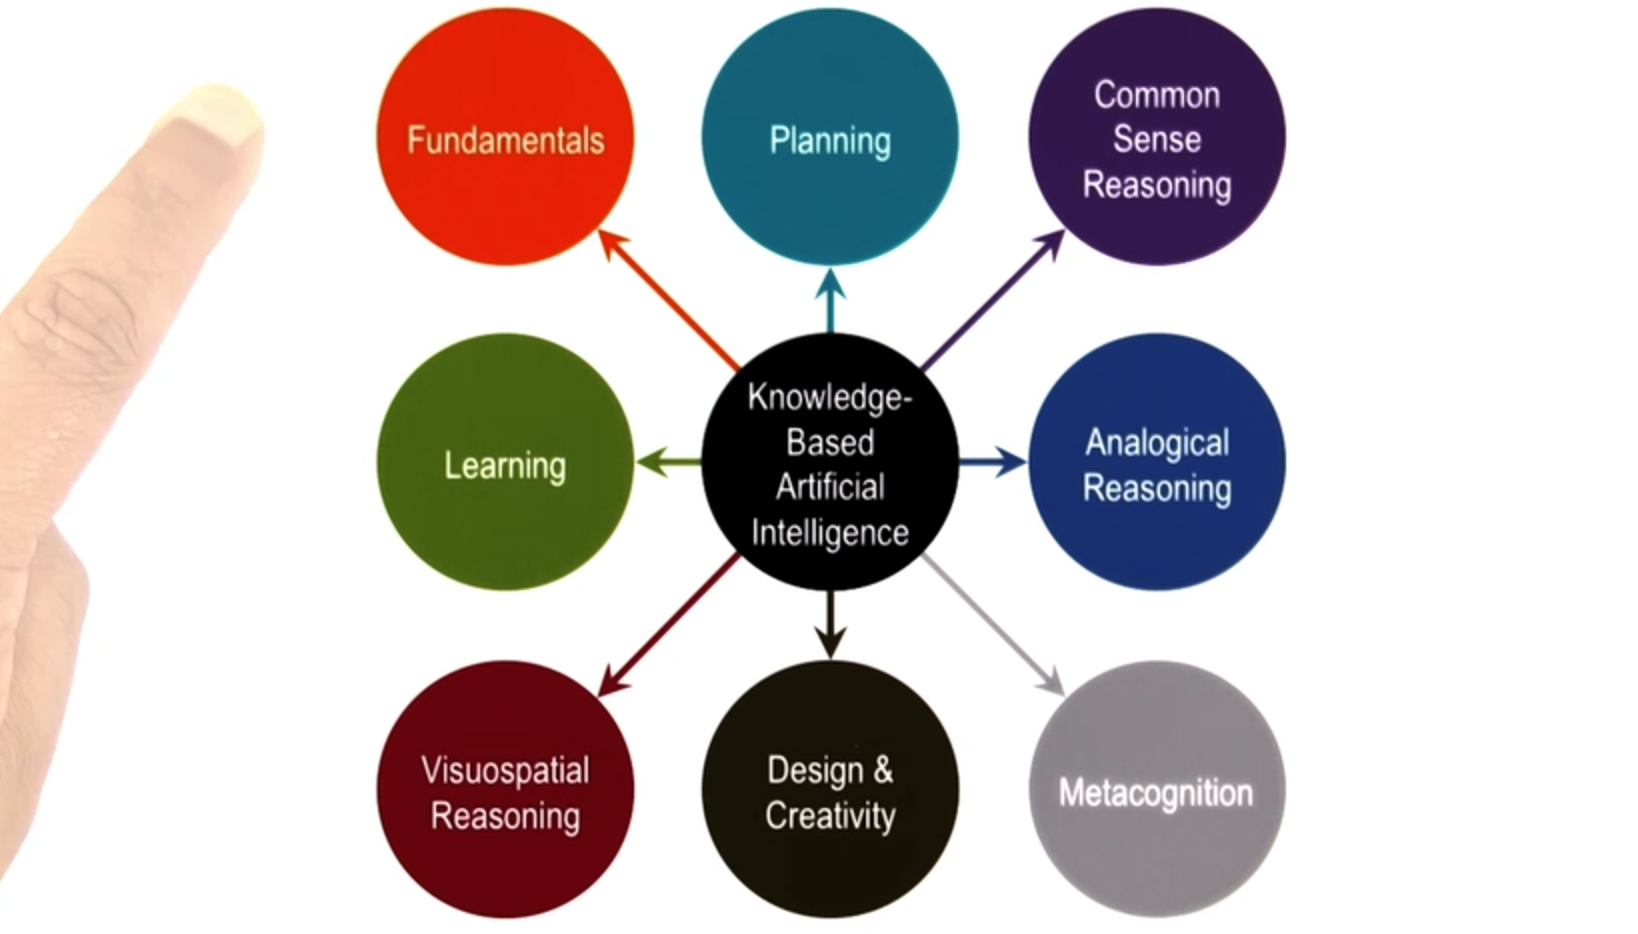 Fundamentals
Planning
Common
Sense
Reasoning
Learning
Knowledge-
Based
Artificial
Intelligence
Analogical
Reasoning
Visuospatial
Reasoning
Design &
Creativity
Metacognition